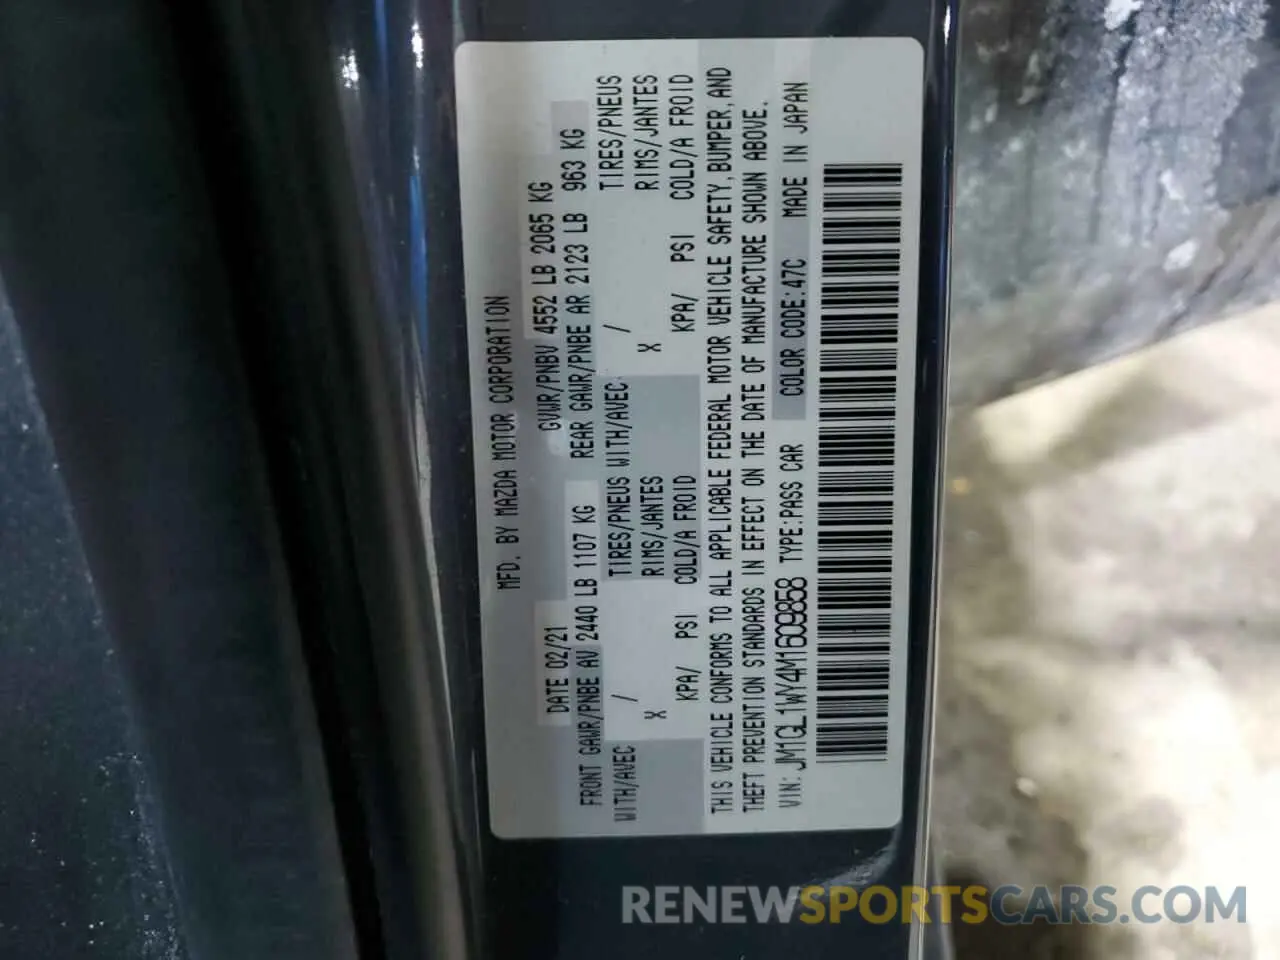 MFD. BY MAZDA MOTOR CORPORATION
DATE 02/21 GVWR/PNBV 4552 LB 2065 KG
FRONT GAWR/PNBE AV 2440 LB 1107 KG REAR GAWR/PNBE AR 2123 LB 963 KG
WITH/AVEC / TIRES/PNEUS WITH/AVEC / TIRES/PNEUS
X RIMS/JANTES X RIMS/JANTES
KPA/ PSI COLD/A FROID KPA/ PSI COLD/A FROID
THIS VEHICLE CONFORMS TO ALL APPLICABLE FEDERAL MOTOR VEHICLE SAFETY, BUMPER, AND
THEFT PREVENTION STANDARDS IN EFFECT ON THE DATE OF MANUFACTURE SHOWN ABOVE.
VIN: JM1GL1WY4M1609858 TYPE:PASS CAR COLOR CODE:47C MADE IN JAPAN
RENEWSPORTSCARS.COM